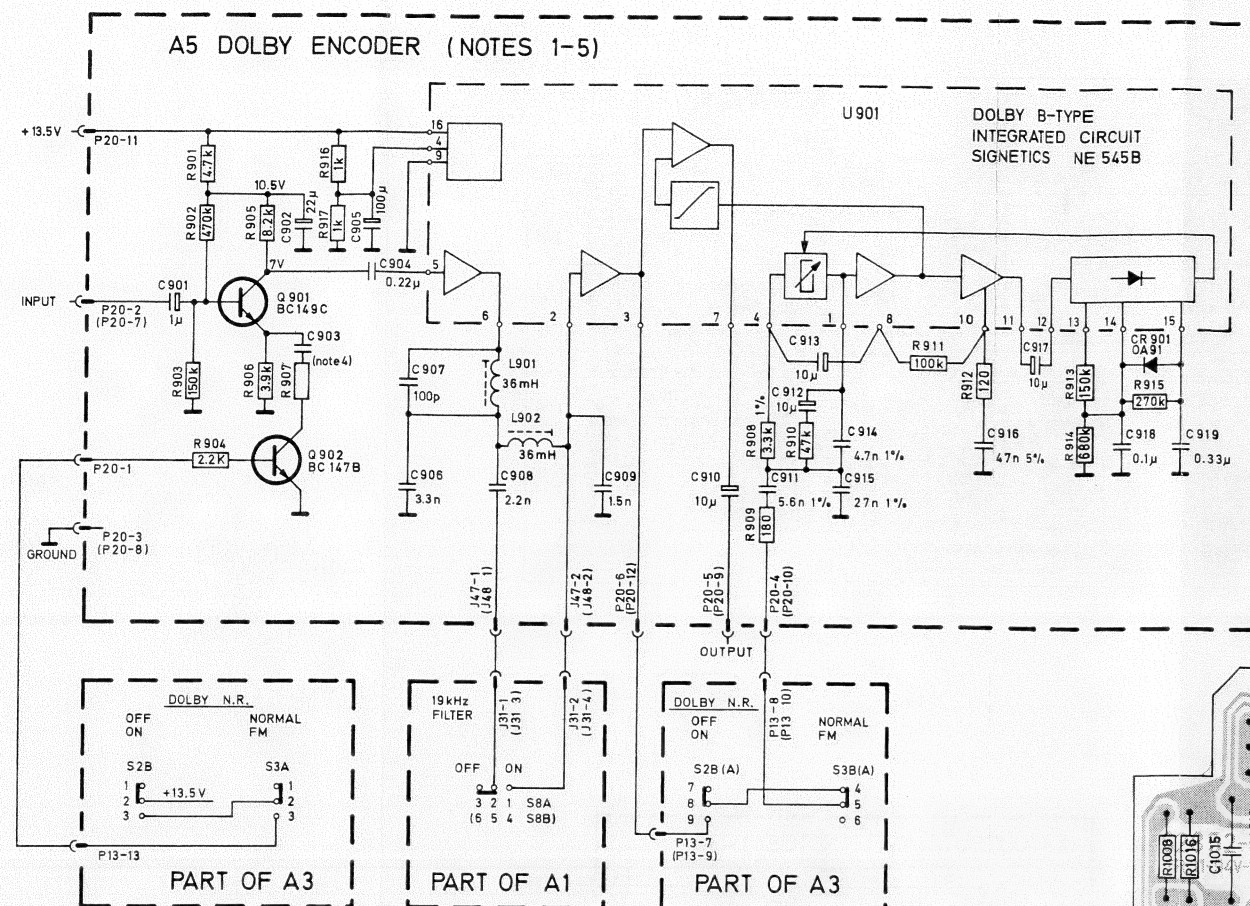 A5 DOLBY ENCODER (NOTES 1-5)
U901
DOLBY B-TYPE
INTEGRATED CIRCUIT
SIGNETICS NE 545B
+13.5V
P20-11
16
4
9
R901
4.7k
R916
1k
10.5V
R902
470k
R905
8.2k
C902
22µ
R917
1k
C905
100µ
7V
C904
0.22µ
5
INPUT
P20-2
(P20-7)
C901
1µ
Q901
BC149C
C903
(note 4)
R903
150k
R906
3.9k
R907
6
2
3
7
4
1
8
10
11
12
13
14
15
C907
100p
L901
36mH
L902
36mH
C913
10µ
R911
100k
C912
10µ
R912
120
C917
10µ
R913
150k
CR901
OA91
R915
270k
R904
2.2K
Q902
BC147B
P20-1
C906
3.3n
C908
2.2n
C909
1.5n
C910
10µ
R908
3.3k
1%
R910
47k
C914
4.7n 1%
C911
5.6n 1%
C915
27n 1%
R909
180
C916
47n 5%
R914
680k
C918
0.1µ
C919
0.33µ
GROUND
P20-3
(P20-8)
J47-1
(J48 1)
J47-2
(J48-2)
P20-6
(P20-12)
P20-5
(P20-9)
P20-4
(P20-10)
OUTPUT
DOLBY N.R.
OFF
ON
NORMAL
FM
S2B
S3A
1
2
3
+13.5V
1
2
3
P13-13
PART OF A3
19kHz
FILTER
J31-1
(J31 3)
J31-2
(J31-4)
OFF ON
3 2 1 S8A
(6 5 4 S8B)
PART OF A1
DOLBY N.R.
OFF
ON
P13-8
(P13 10)
NORMAL
FM
S2B(A)
S3B(A)
7
8
9
4
5
6
P13-7
(P13-9)
PART OF A3
R1008
R1016
C1015